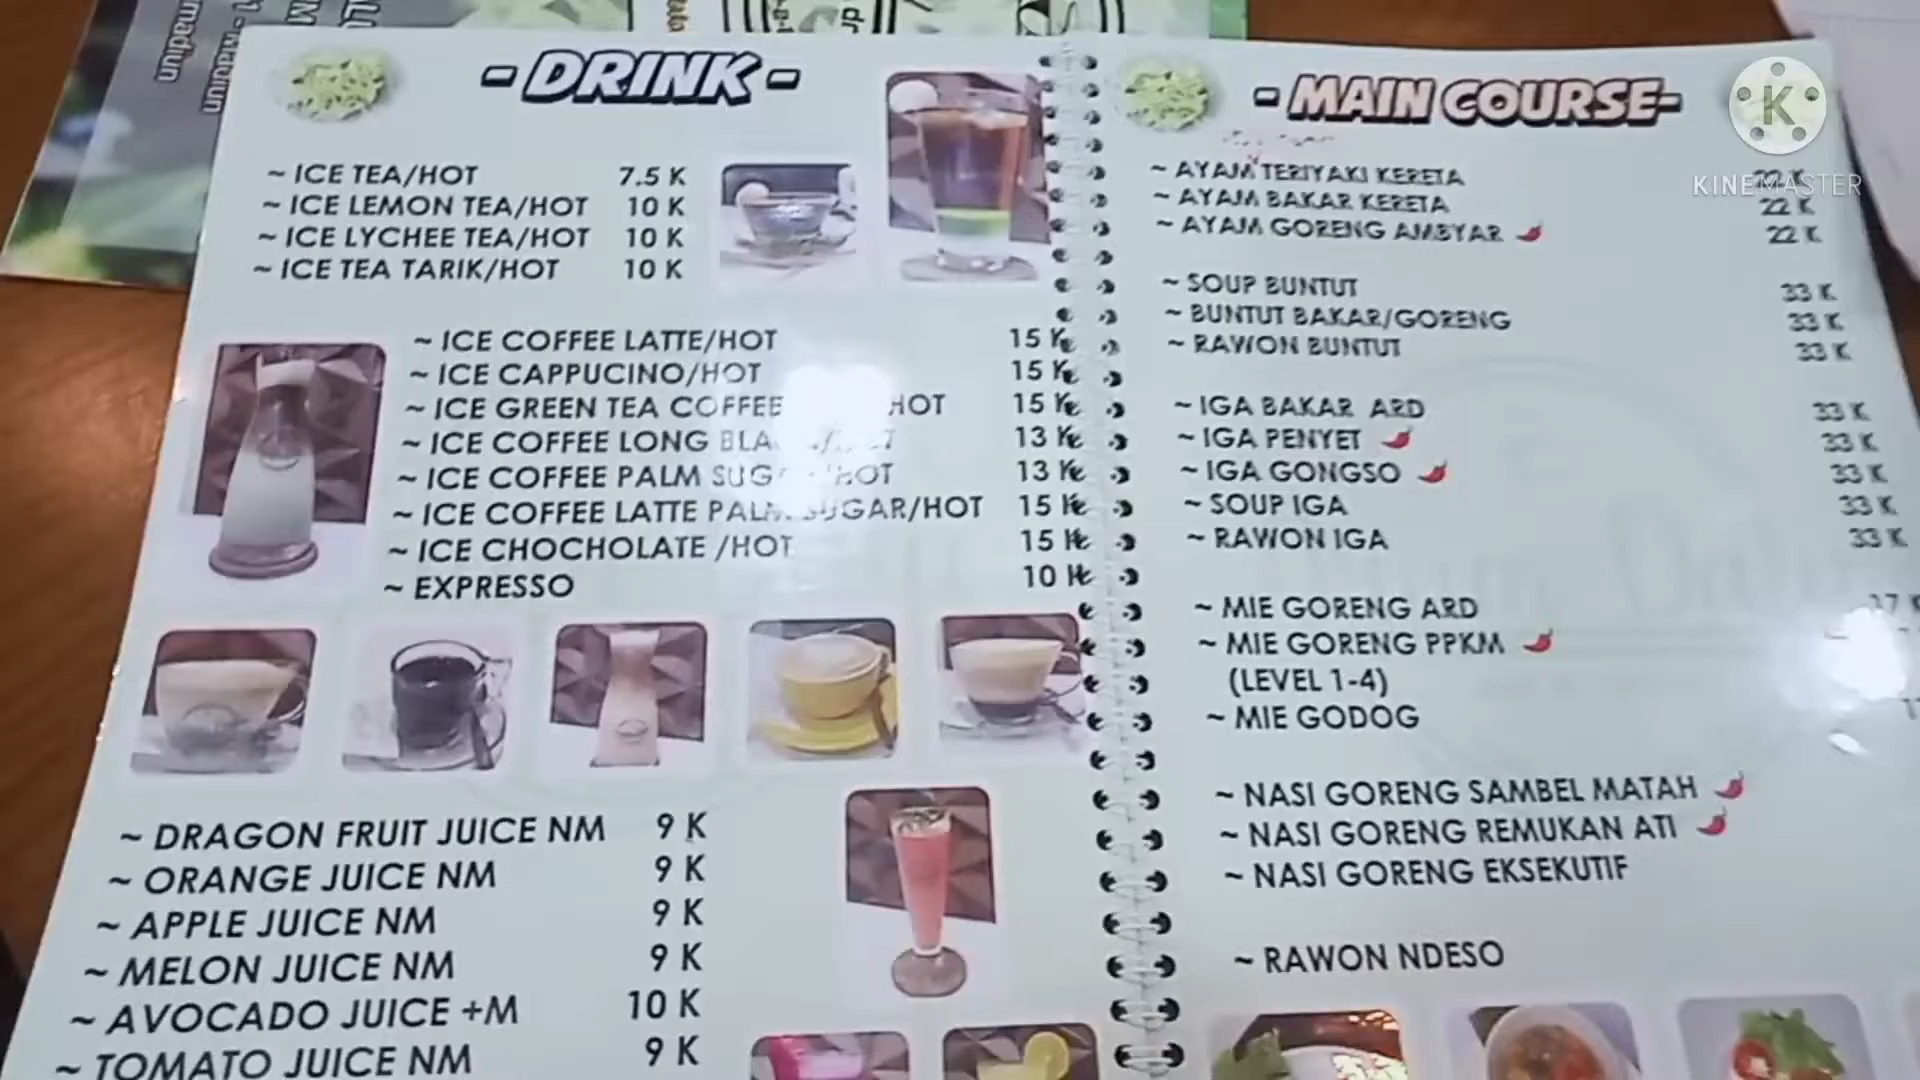 madiun
- DRINK -
~ ICE TEA/HOT 7.5 K
~ ICE LEMON TEA/HOT 10 K
~ ICE LYCHEE TEA/HOT 10 K
~ ICE TEA TARIK/HOT 10 K
~ ICE COFFEE LATTE/HOT 15 K
~ ICE CAPPUCINO/HOT 15 K
~ ICE GREEN TEA COFFEE HOT 15 K
~ ICE COFFEE LONG 13 K
~ ICE COFFEE PALM 13 K
~ ICE COFFEE LATTE PALM SUGAR/HOT 15 K
~ ICE CHOCHOLATE /HOT 15 K
~ EXPRESSO 10 K
~ DRAGON FRUIT JUICE NM 9 K
~ ORANGE JUICE NM 9 K
~ APPLE JUICE NM 9 K
~ MELON JUICE NM 9 K
~ AVOCADO JUICE +M 10 K
~ TOMATO JUICE NM 9 K
- MAIN COURSE-
~ AYAM TERIYAKI KERETA
~ AYAM BAKAR KERETA 22 K
~ AYAM GORENG AMBYAR 22 K
~ SOUP BUNTUT 33 K
~ BUNTUT BAKAR/GORENG 33 K
~ RAWON BUNTUT 33 K
~ IGA BAKAR ARD 33 K
~ IGA PENYET 33 K
~ IGA GONGSO 33 K
~ SOUP IGA 33 K
~ RAWON IGA 33 K
~ MIE GORENG ARD 17 K
~ MIE GORENG PPKM
(LEVEL 1-4)
~ MIE GODOG
~ NASI GORENG SAMBEL MATAH
~ NASI GORENG REMUKAN ATI
~ NASI GORENG EKSEKUTIF
~ RAWON NDESO
K
KINEMASTER